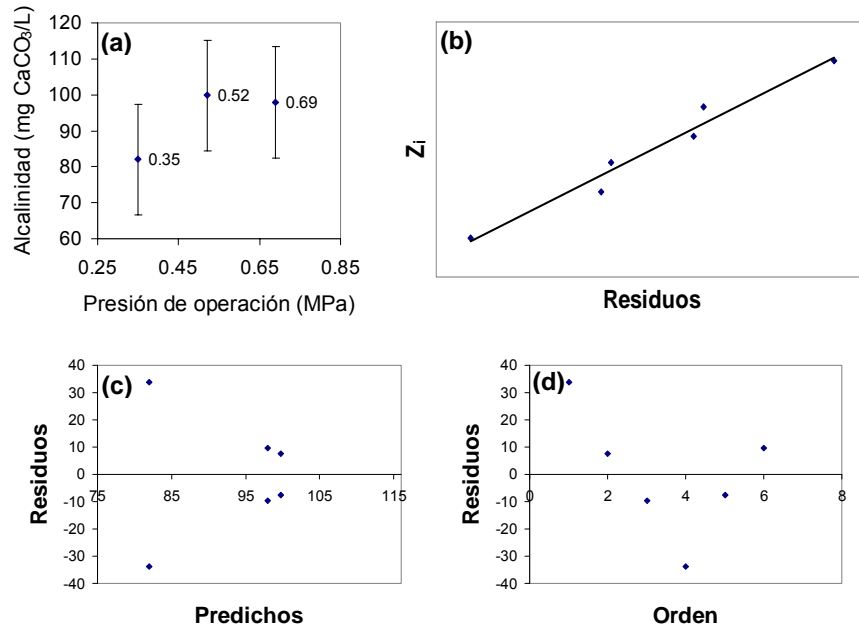 (a)
Alcalinidad (mg CaCO3/L)
120
110
100
90
80
70
60
0.35
0.52
0.69
0.25 0.45 0.65 0.85
Presión de operación (MPa)
(b)
Zi
Residuos
(c)
Residuos
40
30
20
10
0
-10
-20
-30
-40
75 85 95 105 115
Predichos
(d)
Residuos
40
30
20
10
0
-10
-20
-30
-40
0 2 4 6 8
Orden